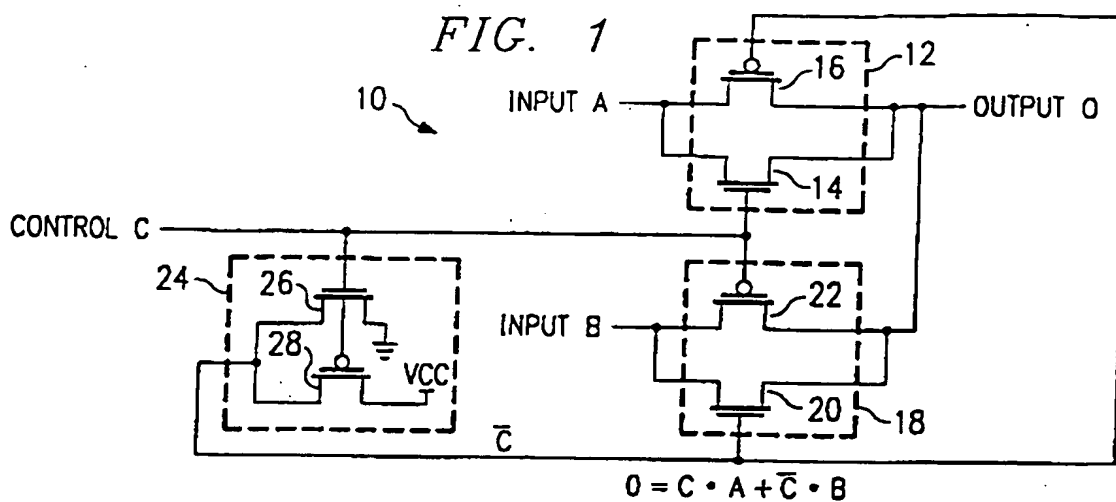 FIG. 1
12
16
INPUT A
OUTPUT O
10
14
CONTROL C
24
26
22
INPUT B
28
VCC
20
18
C̅
O = C • A + C̅ • B